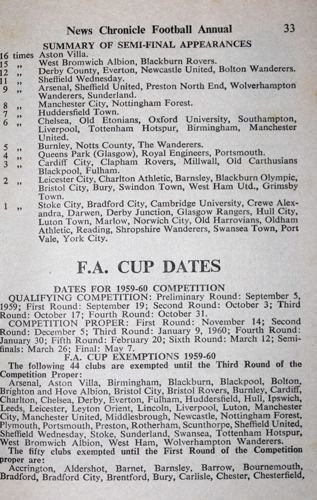 News Chronicle Football Annual 33
SUMMARY OF SEMI-FINAL APPEARANCES
16 times Aston Villa.
15 „ West Bromwich Albion, Blackburn Rovers.
12 „ Derby County, Everton, Newcastle United, Bolton Wanderers.
11 „ Sheffield Wednesday.
9 „ Arsenal, Sheffield United, Preston North End, Wolverhampton
Wanderers, Sunderland.
8 „ Manchester City, Nottingham Forest.
7 „ Huddersfield Town.
6 „ Chelsea, Old Etonians, Oxford University, Southampton,
Liverpool, Tottenham Hotspur, Birmingham, Manchester
United.
5 „ Burnley, Notts County, The Wanderers.
4 „ Queens Park (Glasgow), Royal Engineers, Portsmouth.
3 „ Cardiff City, Clapham Rovers, Millwall, Old Carthusians
Blackpool, Fulham.
2 „ Leicester City, Charlton Athletic, Barnsley, Blackburn Olympic,
Bristol City, Bury, Swindon Town, West Ham Utd., Grimsby
Town.
1 „ Stoke City, Bradford City, Cambridge University, Crewe Alex-
andra, Darwen, Derby Junction, Glasgow Rangers, Hull City,
Luton Town, Marlow, Norwich City, Old Harrovians, Oldham
Athletic, Reading, Shropshire Wanderers, Swansea Town, Port
Vale, York City.
F.A. CUP DATES
DATES FOR 1959-60 COMPETITION
QUALIFYING COMPETITION: Preliminary Round: September 5,
1959; First Round: September 19; Second Round: October 3; Third
Round: October 17; Fourth Round: October 31.
COMPETITION PROPER: First Round: November 14; Second
Round: December 5; Third Round: January 9, 1960; Fourth Round:
January 30; Fifth Round: February 20; Sixth Round: March 12; Semi-
finals: March 26; Final: May 7.
F.A. CUP EXEMPTIONS 1959-60
The following 44 clubs are exempted until the Third Round of the
Competition Proper:
Arsenal, Aston Villa, Birmingham, Blackburn, Blackpool, Bolton,
Brighton and Hove Albion, Bristol City, Bristol Rovers, Burnley, Cardiff,
Charlton, Chelsea, Derby, Everton, Fulham, Huddersfield, Hull, Ipswich,
Leeds, Leicester, Leyton Orient, Lincoln, Liverpool, Luton, Manchester
City, Manchester United, Middlesbrough, Newcastle, Nottingham Forest,
Plymouth, Portsmouth, Preston, Rotherham, Scunthorpe, Sheffield United,
Sheffield Wednesday, Stoke, Sunderland, Swansea, Tottenham Hotspur,
West Bromwich Albion, West Ham, Wolverhampton Wanderers.
The fifty clubs exempted until the First Round of the Competition
proper are:
Accrington, Aldershot, Barnet, Barnsley, Barrow, Bournemouth,
Bradford, Bradford City, Brentford, Bury, Carlisle, Chester, Chesterfield,